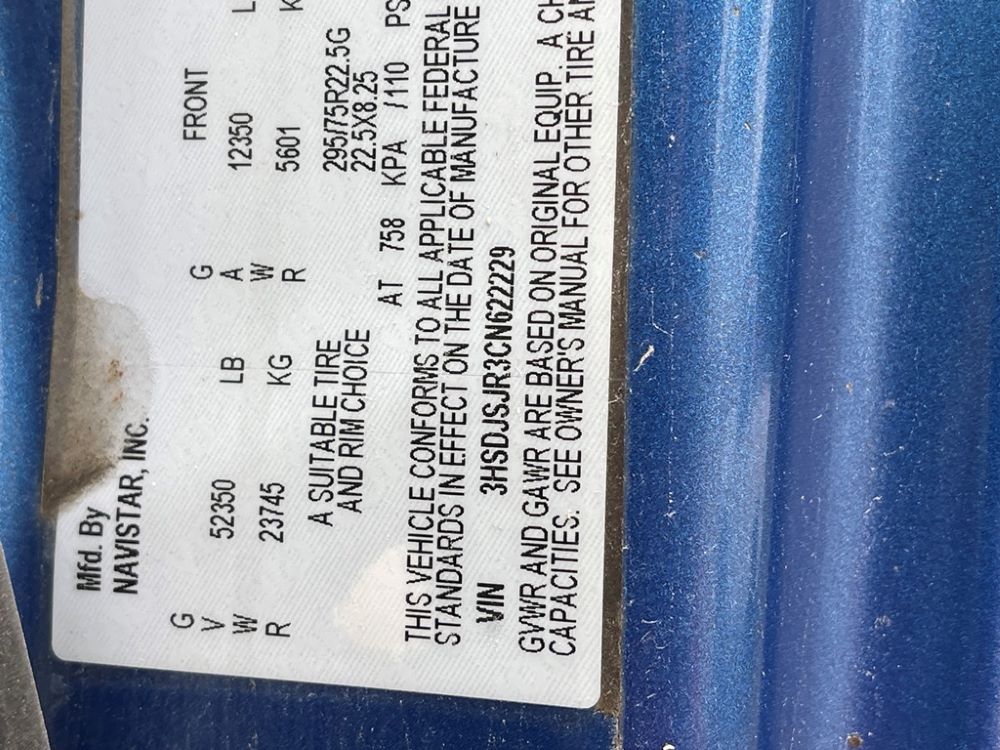 Mfd. By
NAVISTAR, INC.
FRONT
G V W R
52350 LB
23745 KG
G A W R
12350
5601
A SUITABLE TIRE
AND RIM CHOICE
295/75R22.5G
22.5X8.25
AT 758 KPA /110
THIS VEHICLE CONFORMS TO ALL APPLICABLE FEDERAL
STANDARDS IN EFFECT ON THE DATE OF MANUFACTURE
VIN 3HSDJSJR3CN622229
GVWR AND GAWR ARE BASED ON ORIGINAL EQUIP. A
CAPACITIES. SEE OWNER'S MANUAL FOR OTHER TIRE